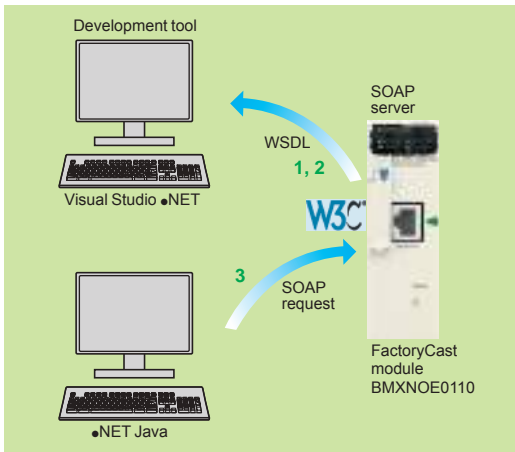 Development tool
SOAP
server
WSDL
1, 2
Visual Studio •NET
W3C
3
SOAP
request
FactoryCast
module
BMXNOE0110
•NET Java